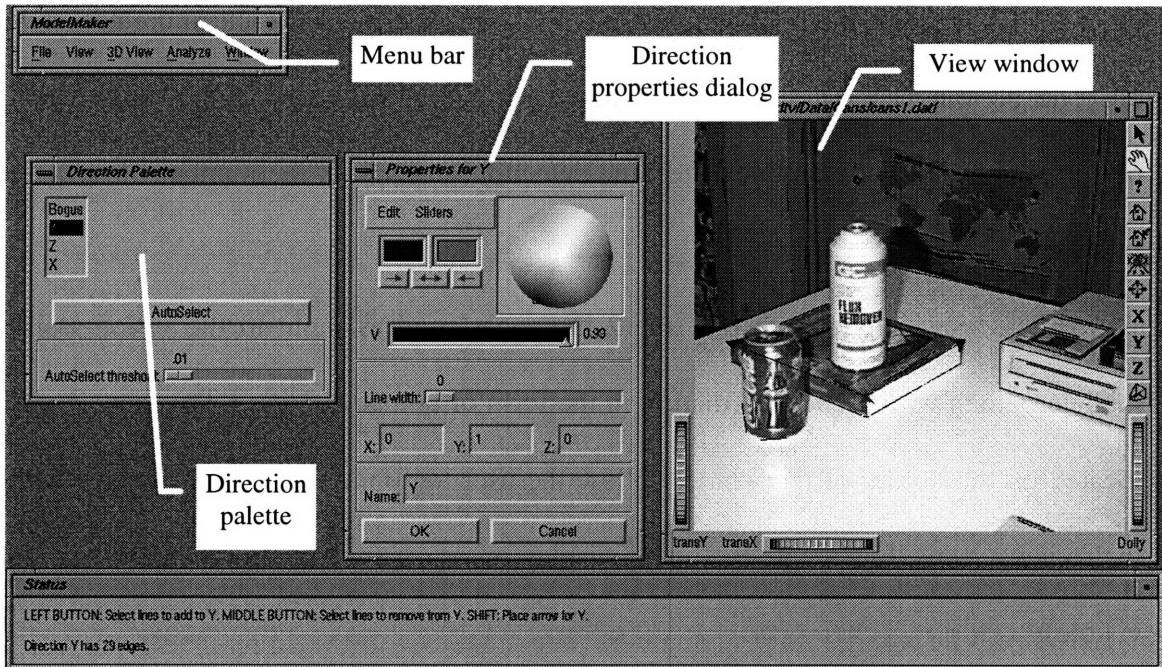 ModelMaker
File View 3D View Analyze Window
Menu bar
Direction properties dialog
View window
Direction Palette
Bogus
Z
X
AutoSelect
.01
AutoSelect threshold:
Direction palette
Properties for Y
Edit Sliders
V 0.93
0
Line width:
X: 0 Y: 1 Z: 0
Name: Y
OK Cancel
FLUX
REMOVER
?
X
Y
Z
transY transX Dolly
Status
LEFT BUTTON: Select lines to add to Y. MIDDLE BUTTON: Select lines to remove from Y. SHIFT: Place arrow for Y.
Direction Y has 29 edges.